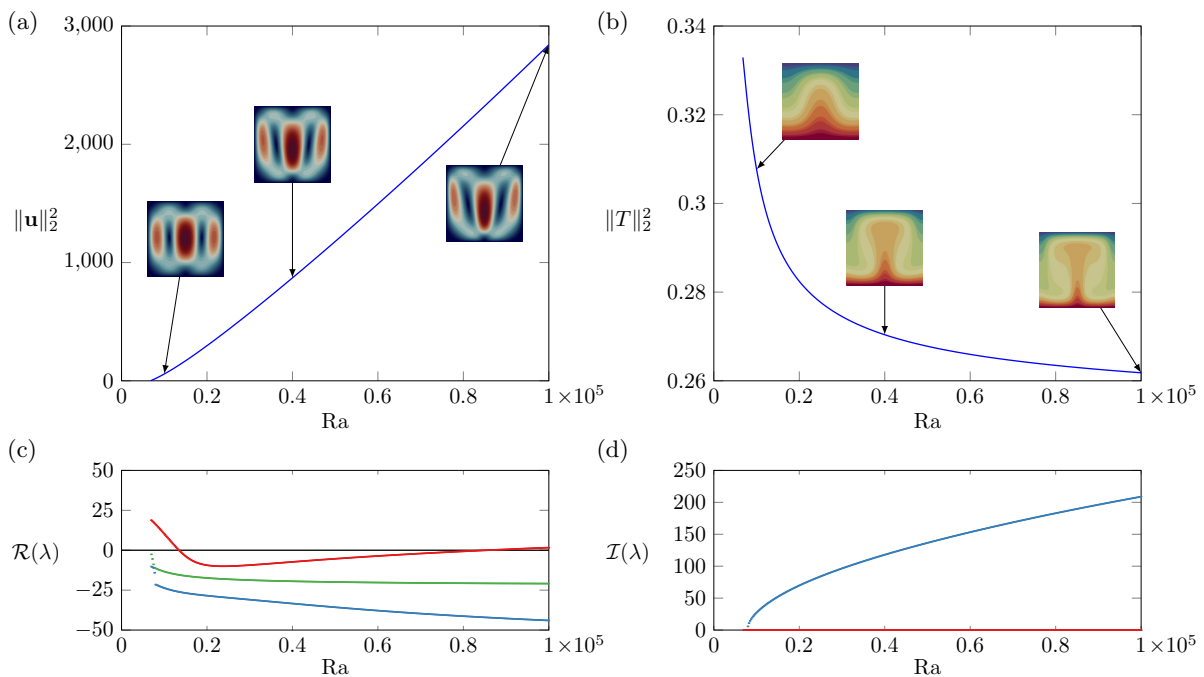 (a)
3,000
2,000
1,000
0
‖u‖₂²
0 0.2 0.4 0.6 0.8 1 ×10⁵
Ra
(b)
0.34
0.32
0.3
0.28
0.26
‖T‖₂²
0 0.2 0.4 0.6 0.8 1 ×10⁵
Ra
(c)
50
25
0
−25
−50
ℛ(λ)
0 0.2 0.4 0.6 0.8 1 ×10⁵
Ra
(d)
250
200
150
100
50
0
ℐ(λ)
0 0.2 0.4 0.6 0.8 1 ×10⁵
Ra